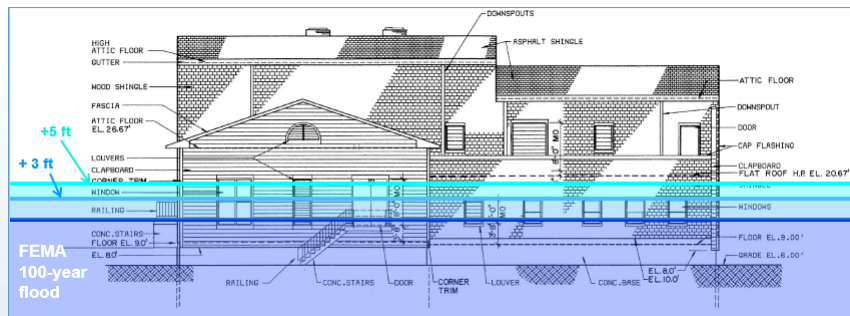 DOWNSPOUTS
HIGH
ATTIC FLOOR
ASPHALT SHINGLE
GUTTER
WOOD SHINGLE
ATTIC FLOOR
FASCIA
DOWNSPOUT
ATTIC FLOOR
EL. 26.67'
DOOR
+5 ft
8'-0" MO
CAP FLASHING
LOUVERS
+ 3 ft
CLAPBOARD
CLAPBOARD
FLAT ROOF H.P. EL. 20.67'
CORNER TRIM
WINDOW
WINDOWS
RAILING
CONC.STAIRS
FLOOR EL.9.0'
FLOOR EL.9.00'
EL.8.0'
FEMA
100-year
flood
GRADE EL.6.00'
EL.8.0'
EL.10.0'
RAILING
CONC.STAIRS
DOOR
CORNER
TRIM
LOUVER
CONC.BASE